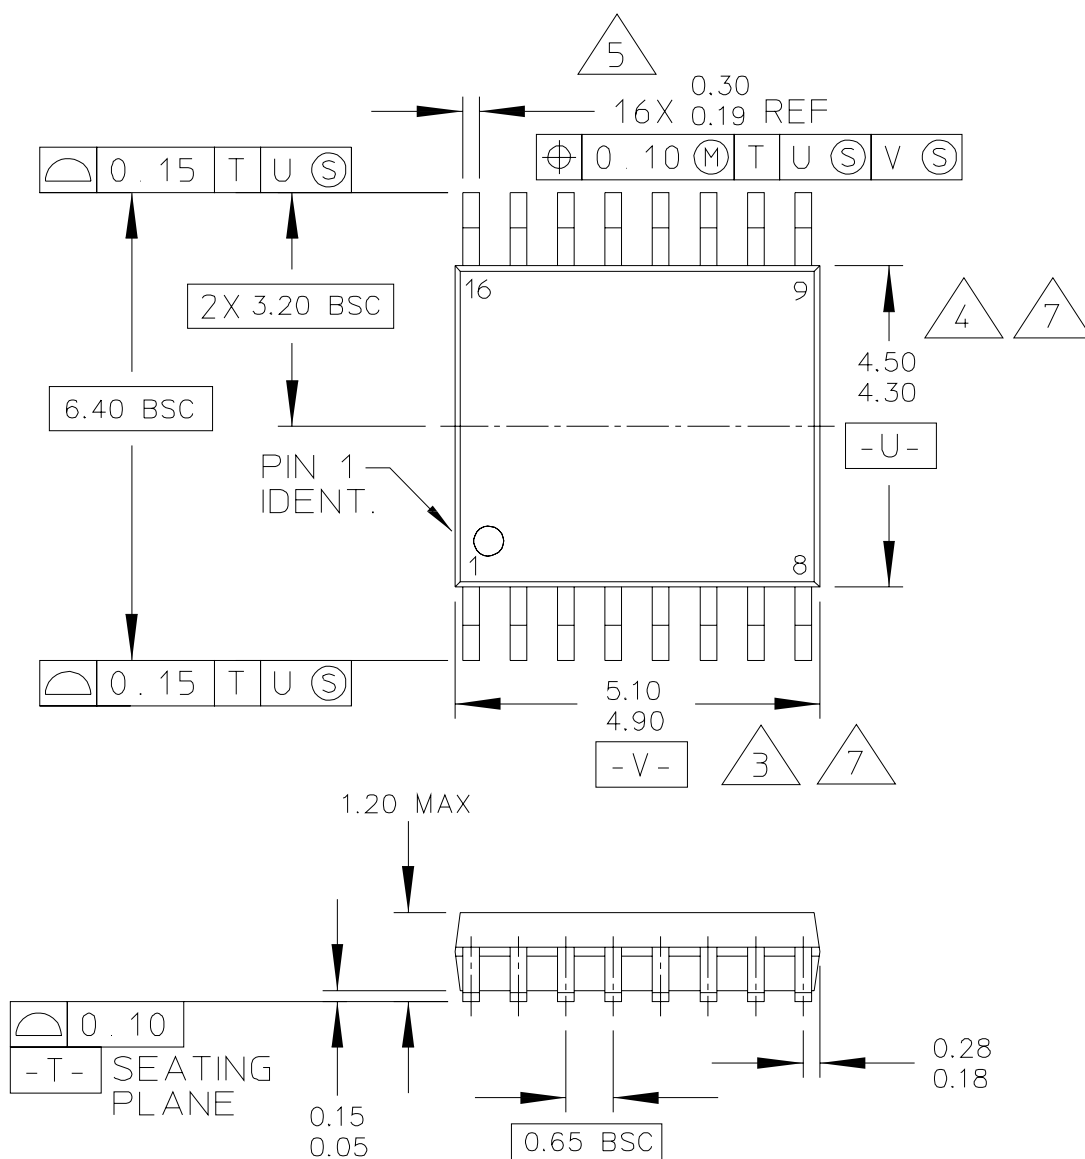 5
0.30
16X 0.19 REF
0.10 Ⓜ T U Ⓢ V Ⓢ
0.15 T U Ⓢ
16 9
2X 3.20 BSC
4 7
4.50
4.30
6.40 BSC
-U-
PIN 1
IDENT.
1 8
0.15 T U Ⓢ
5.10
4.90
-V- 3 7
1.20 MAX
0.10
-T- SEATING
PLANE
0.28
0.18
0.15
0.05
0.65 BSC